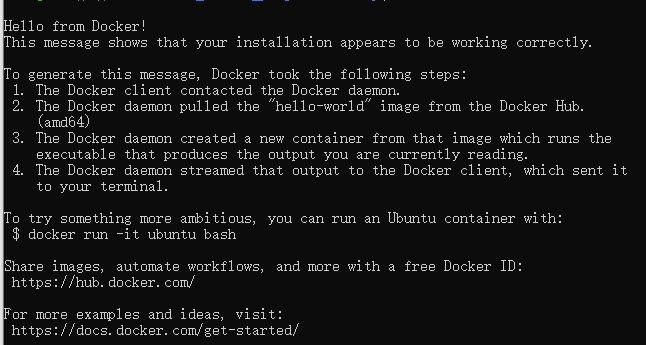 Hello from Docker!
This message shows that your installation appears to be working correctly.
To generate this message, Docker took the following steps:
1. The Docker client contacted the Docker daemon.
2. The Docker daemon pulled the "hello-world" image from the Docker Hub.
(amd64)
3. The Docker daemon created a new container from that image which runs the
executable that produces the output you are currently reading.
4. The Docker daemon streamed that output to the Docker client, which sent it
to your terminal.
To try something more ambitious, you can run an Ubuntu container with:
$ docker run -it ubuntu bash
Share images, automate workflows, and more with a free Docker ID:
https://hub.docker.com/
For more examples and ideas, visit:
https://docs.docker.com/get-started/